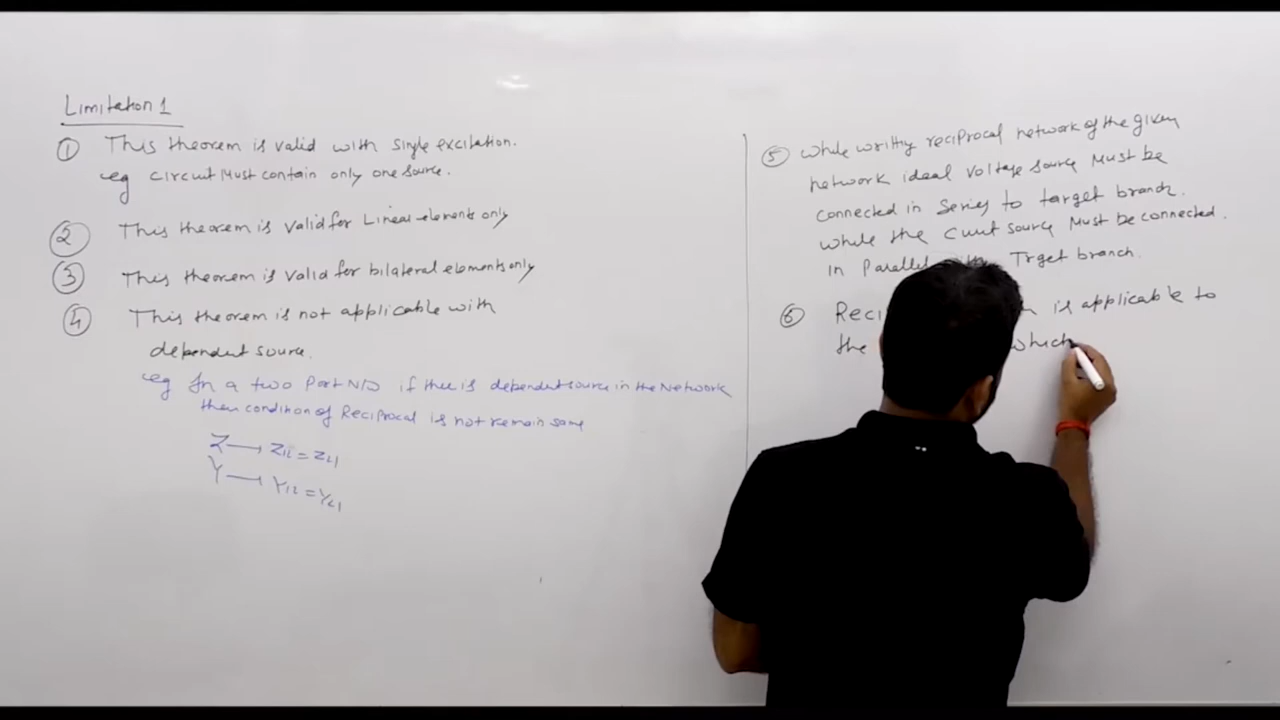 Limitation 1
① This theorem is valid with single excitation.
eg circuit Must contain only one source.
② This theorem is valid for Linear elements only
③ This theorem is valid for bilateral elements only
④ This theorem is not applicable with
dependent source.
eg In a two Port N/D if there is dependent source in the Network
then condition of Reciprocal is not remain same
Z → Z12 = Z21
Y → Y12 = Y21
⑤ while writing reciprocal network of the given
network ideal voltage source Must be
connected in Series to target branch.
while the current source Must be connected.
in Parallel Trget branch.
⑥ Reci is applicable to
the which